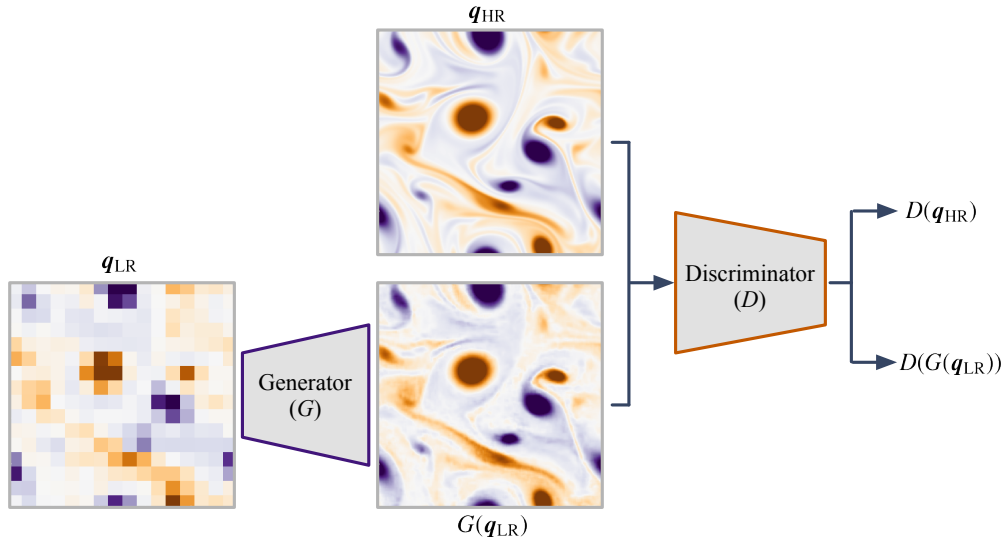 q_HR
q_LR
Generator
(G)
G(q_LR)
Discriminator
(D)
D(q_HR)
D(G(q_LR))